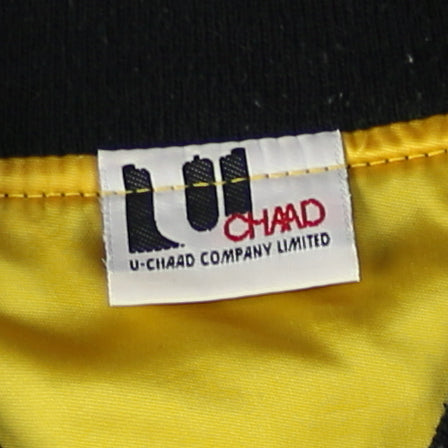 U CHAAD
U-CHAAD COMPANY LIMITED